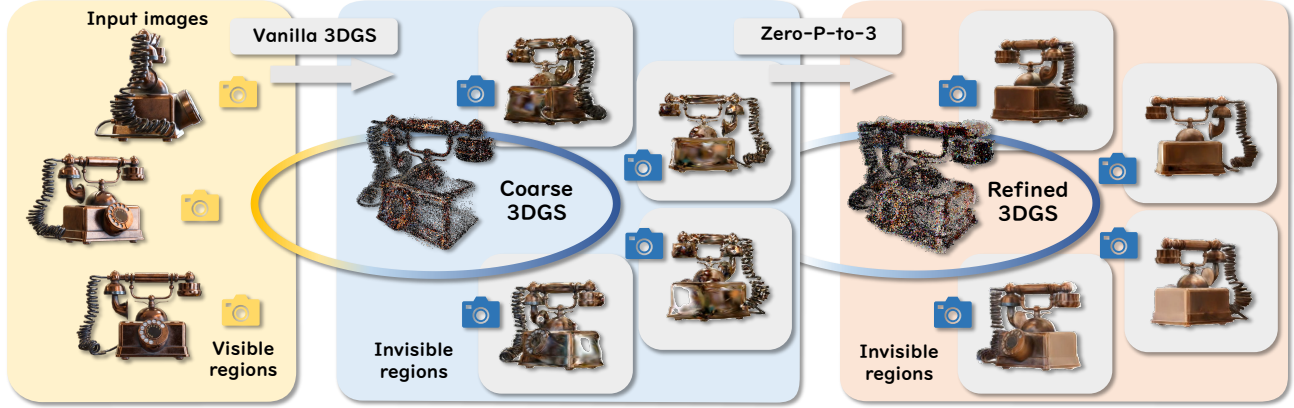 Input images
Vanilla 3DGS
Zero-P-to-3
Coarse
3DGS
Refined
3DGS
Visible
regions
Invisible
regions
Invisible
regions